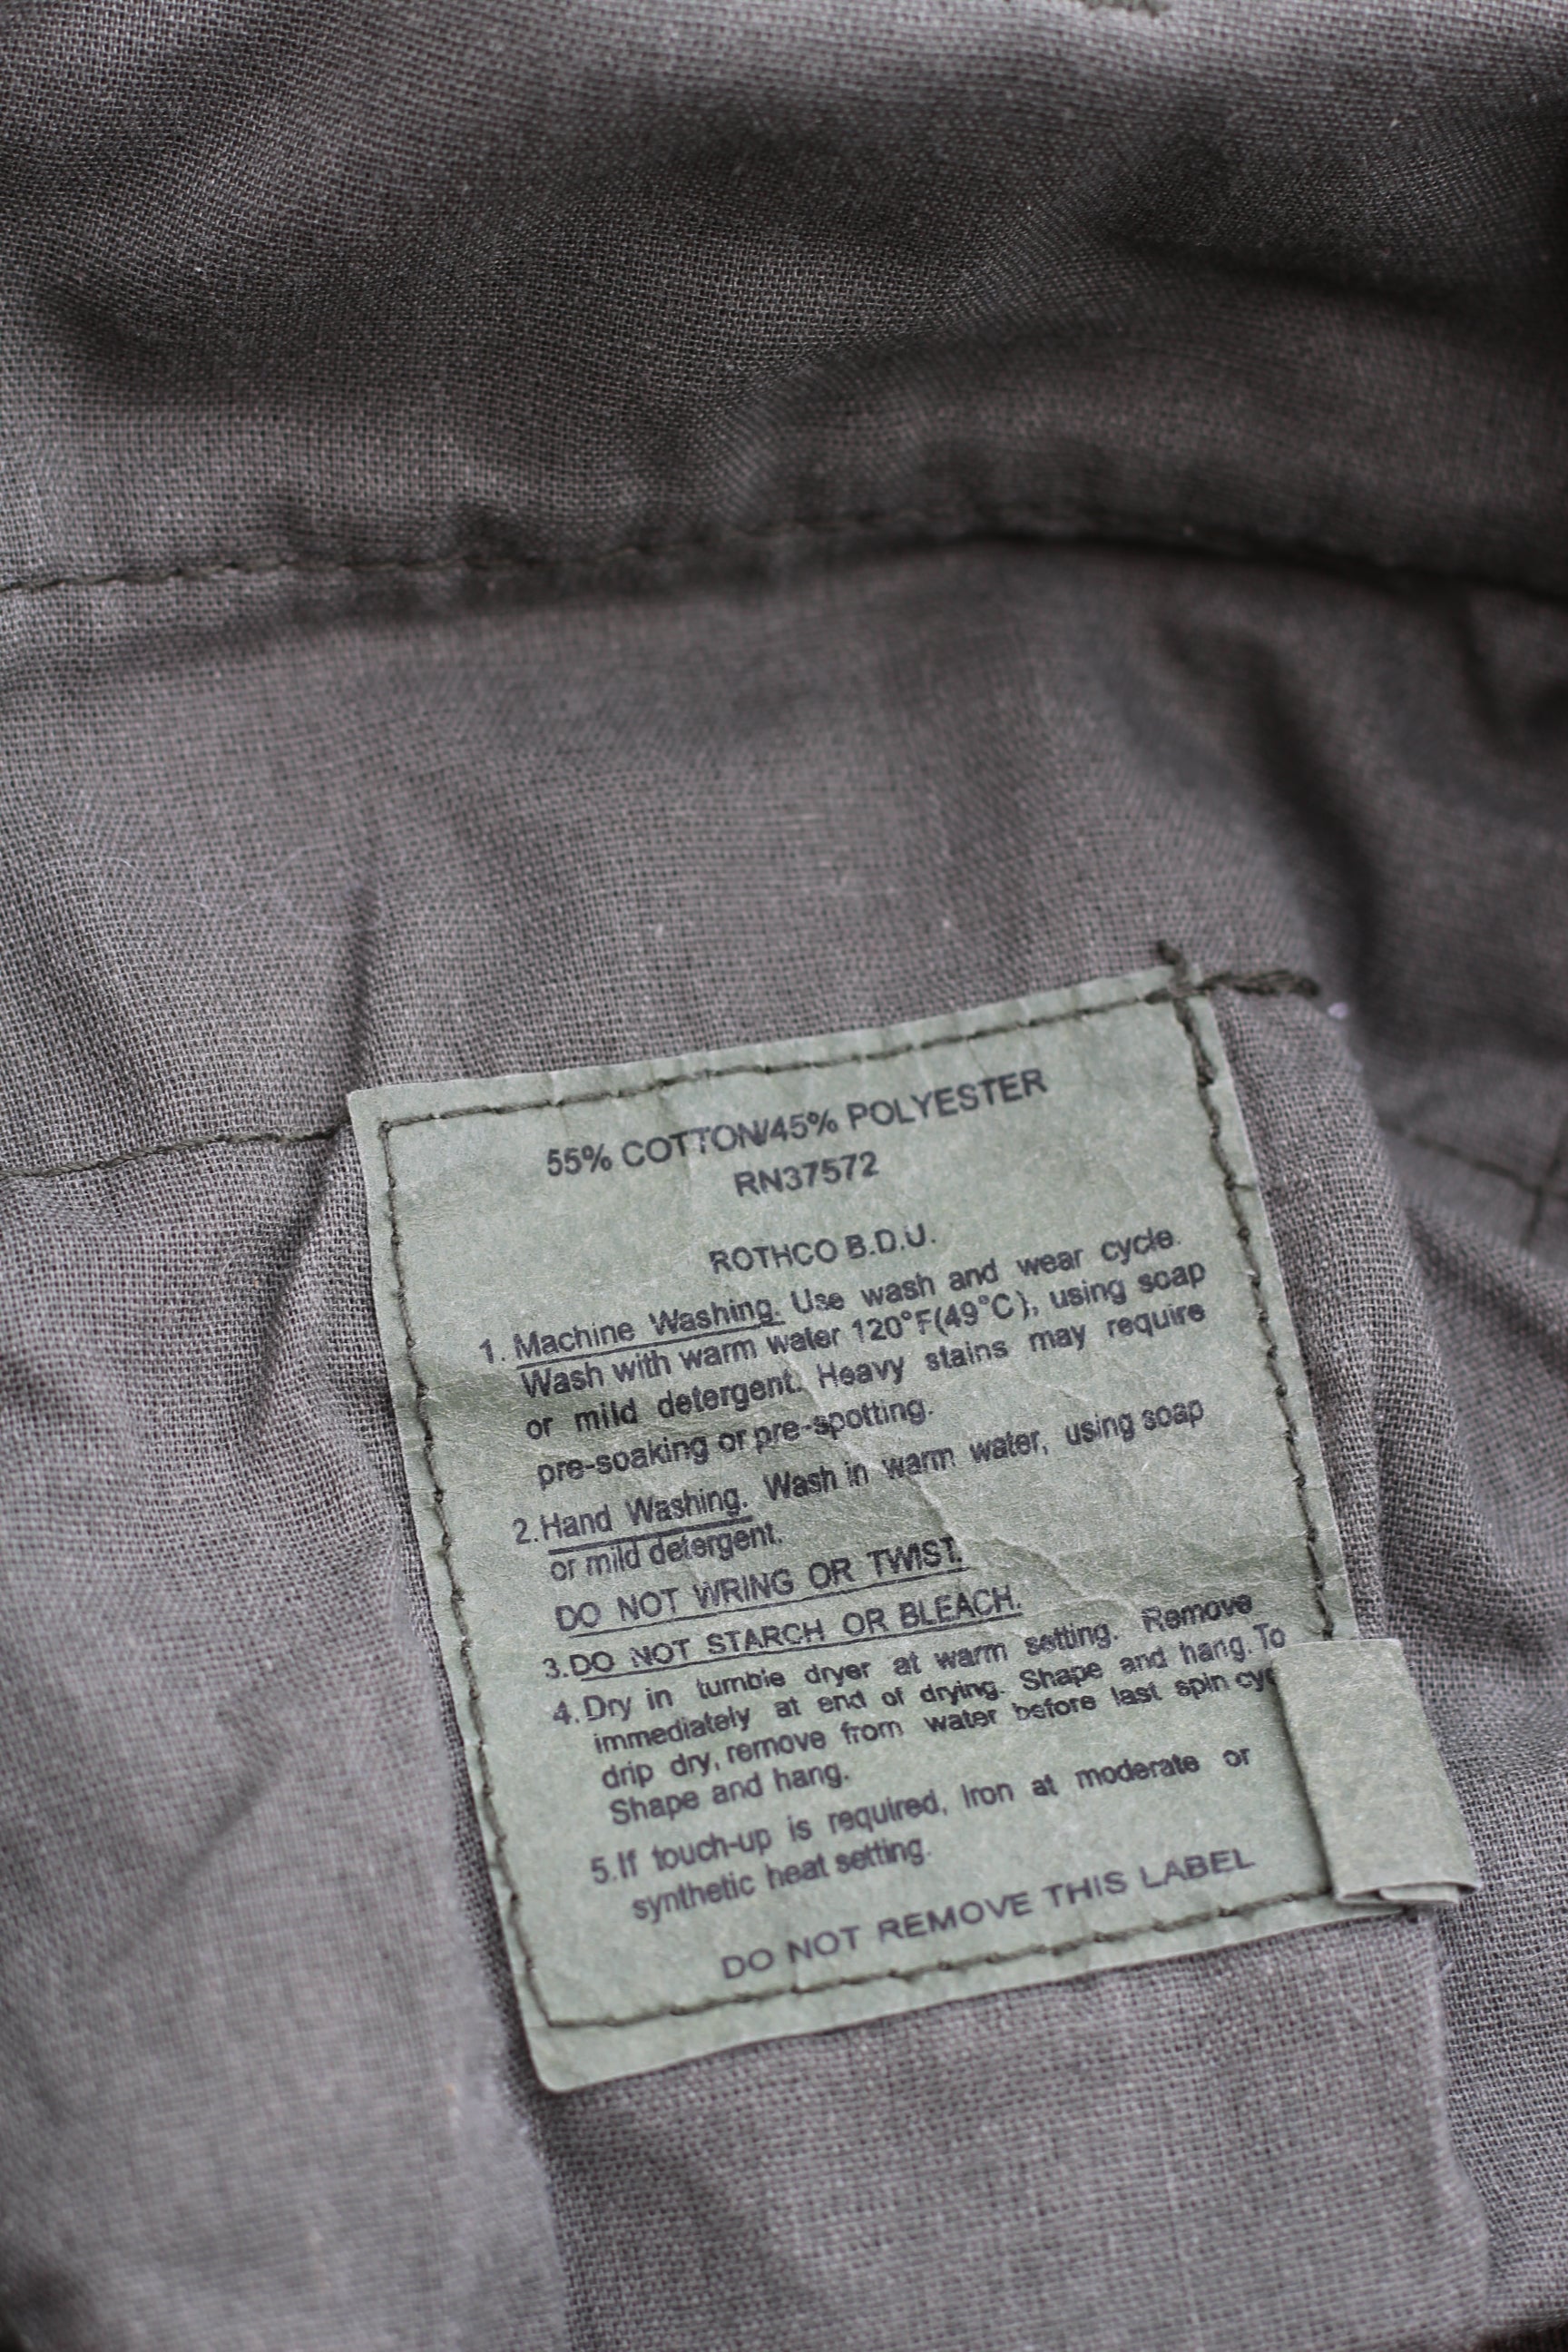 55% COTTON/45% POLYESTER
RN37572
ROTHCO B.D.U.
1. Machine Washing. Use wash and wear cycle.
Wash with warm water 120°F(49°C), using soap
or mild detergent. Heavy stains may require
pre-soaking or pre-spotting.
2. Hand Washing. Wash in warm water, using soap
or mild detergent.
DO NOT WRING OR TWIST.
3. DO NOT STARCH OR BLEACH.
4. Dry in tumble dryer at warm setting. Remove
immediately at end of drying. Shape and hang. To
drip dry, remove from water before last spin
Shape and hang.
5. If touch-up is required, iron at moderate or
synthetic heat setting.
DO NOT REMOVE THIS LABEL